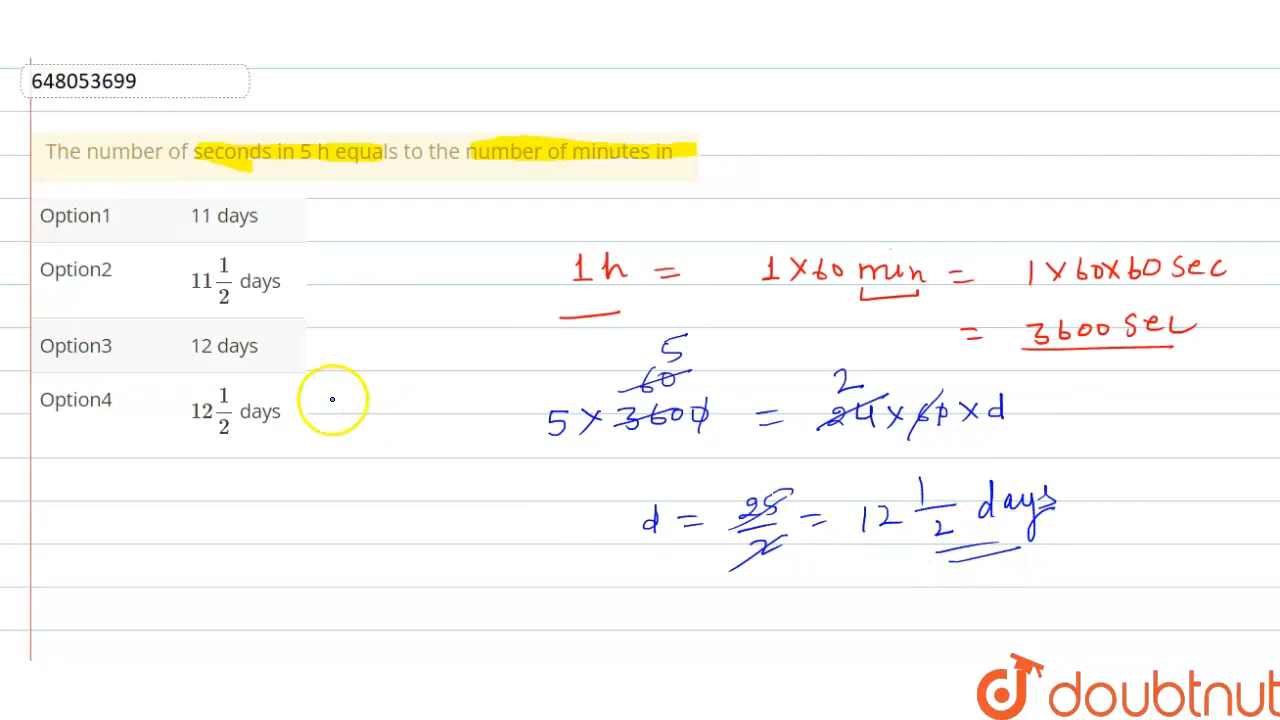 648053699
The number of seconds in 5 h equals to the number of minutes in
Option1 11 days
Option2 11 1/2 days
Option3 12 days
Option4 12 1/2 days
1 h = 1 × 60 min = 1 × 60 × 60 sec
= 3600 sec
5 2
60
5 × 3600 = 24 × 60 × d
d = 25/2 = 12 1/2 days
doubtnut